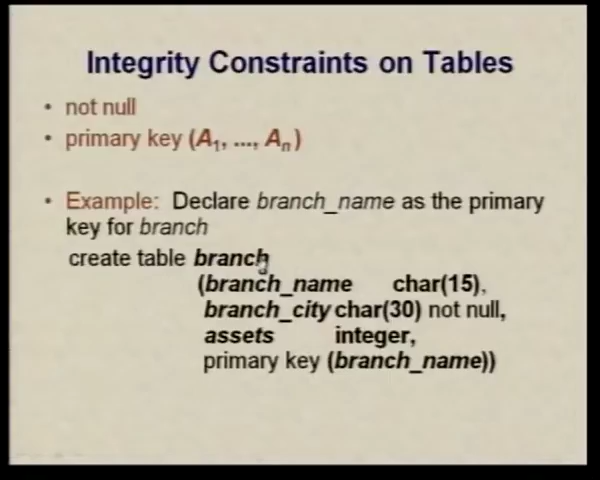 Integrity Constraints on Tables
• not null
• primary key (A1, ..., An)
• Example: Declare branch_name as the primary
key for branch
create table branch
(branch_name char(15),
branch_city char(30) not null,
assets integer,
primary key (branch_name))